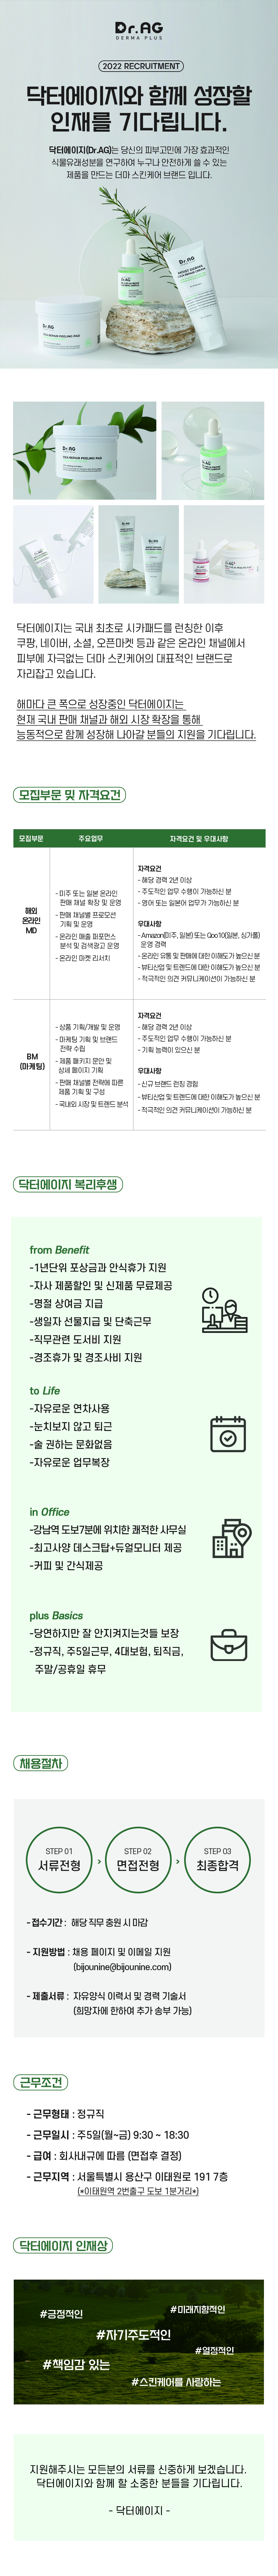 Dr.AG
DERMA PLUS
2022 RECRUITMENT
닥터에이지와 함께 성장할
인재를 기다립니다.
닥터에이지(Dr.AG)는 당신의 피부고민에 가장 효과적인
식물유래성분을 연구하여 누구나 안전하게 쓸 수 있는
제품을 만드는 더마 스킨케어 브랜드 입니다.
닥터에이지는 국내 최초로 시카패드를 런칭한 이후
쿠팡, 네이버, 소셜, 오픈마켓 등과 같은 온라인 채널에서
피부에 자극없는 더마 스킨케어의 대표적인 브랜드로
자리잡고 있습니다.
해마다 큰 폭으로 성장중인 닥터에이지는
현재 국내 판매 채널과 해외 시장 확장을 통해
능동적으로 함께 성장해 나아갈 분들의 지원을 기다립니다.
모집부문 및 자격요건
모집부문 주요업무 자격요건 및 우대사항
해외
온라인
MD
- 미주 또는 일본 온라인
판매 채널 확장 및 운영
- 판매 채널별 프로모션
기획 및 운영
- 온라인 매출 퍼포먼스
분석 및 검색광고 운영
- 온라인 마켓 리서치
자격요건
- 해당 경력 2년 이상
- 주도적인 업무 수행이 가능하신 분
- 영어 또는 일본어 업무가 가능하신 분
우대사항
- Amazon(미주, 일본) 또는 Qoo10(일본, 싱가폴)
운영 경력
- 온라인 유통 및 판매에 대한 이해도가 높으신 분
- 뷰티산업 및 트렌드에 대한 이해도가 높으신 분
- 적극적인 의견 커뮤니케이션이 가능하신 분
BM
(마케팅)
- 상품 기획/개발 및 운영
- 마케팅 기획 및 브랜드
전략 수립
- 제품 패키지 문안 및
상세 페이지 기획
- 판매 채널별 전략에 따른
제품 기획 및 구성
- 국내외 시장 및 트렌드 분석
자격요건
- 해당 경력 2년 이상
- 주도적인 업무 수행이 가능하신 분
- 기획 능력이 있으신 분
우대사항
- 신규 브랜드 런칭 경험
- 뷰티산업 및 트렌드에 대한 이해도가 높으신 분
- 적극적인 의견 커뮤니케이션이 가능하신 분
닥터에이지 복리후생
from Benefit
-1년단위 포상금과 안식휴가 지원
-자사 제품할인 및 신제품 무료제공
-명절 상여금 지급
-생일자 선물지급 및 단축근무
-직무관련 도서비 지원
-경조휴가 및 경조사비 지원
to Life
-자유로운 연차사용
-눈치보지 않고 퇴근
-술 권하는 문화없음
-자유로운 업무복장
in Office
-강남역 도보7분에 위치한 쾌적한 사무실
-최고사양 데스크탑+듀얼모니터 제공
-커피 및 간식제공
plus Basics
-당연하지만 잘 안지켜지는것들 보장
-정규직, 주5일근무, 4대보험, 퇴직금,
주말/공휴일 휴무
채용절차
STEP 01
서류전형
STEP 02
면접전형
STEP 03
최종합격
- 접수기간 : 해당 직무 충원 시 마감
- 지원방법 : 채용 페이지 및 이메일 지원
(bijounine@bijounine.com)
- 제출서류 : 자유양식 이력서 및 경력 기술서
(희망자에 한하여 추가 송부 가능)
근무조건
- 근무형태 : 정규직
- 근무일시 : 주5일(월~금) 9:30 ~ 18:30
- 급여 : 회사내규에 따름 (면접후 결정)
- 근무지역 : 서울특별시 용산구 이태원로 191 7층
(*이태원역 2번출구 도보 1분거리*)
닥터에이지 인재상
#긍정적인
#미래지향적인
#자기주도적인
#열정적인
#책임감 있는
#스킨케어를 사랑하는
지원해주시는 모든분의 서류를 신중하게 보겠습니다.
닥터에이지와 함께 할 소중한 분들을 기다립니다.
- 닥터에이지 -